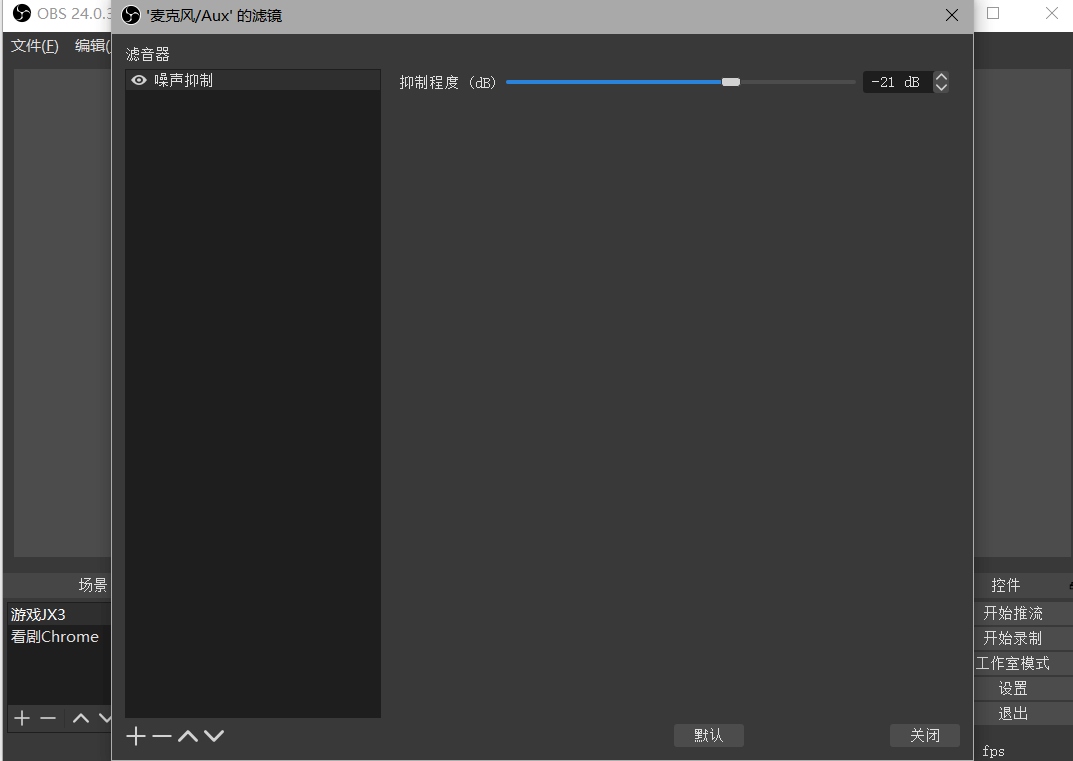 OBS 24.0.3
'麦克风/Aux' 的滤镜
文件(F) 编辑(
滤音器
噪声抑制
抑制程度 (dB)
-21 dB
场景
游戏JX3
看剧Chrome
控件
开始推流
开始录制
工作室模式
设置
退出
默认
关闭
fps